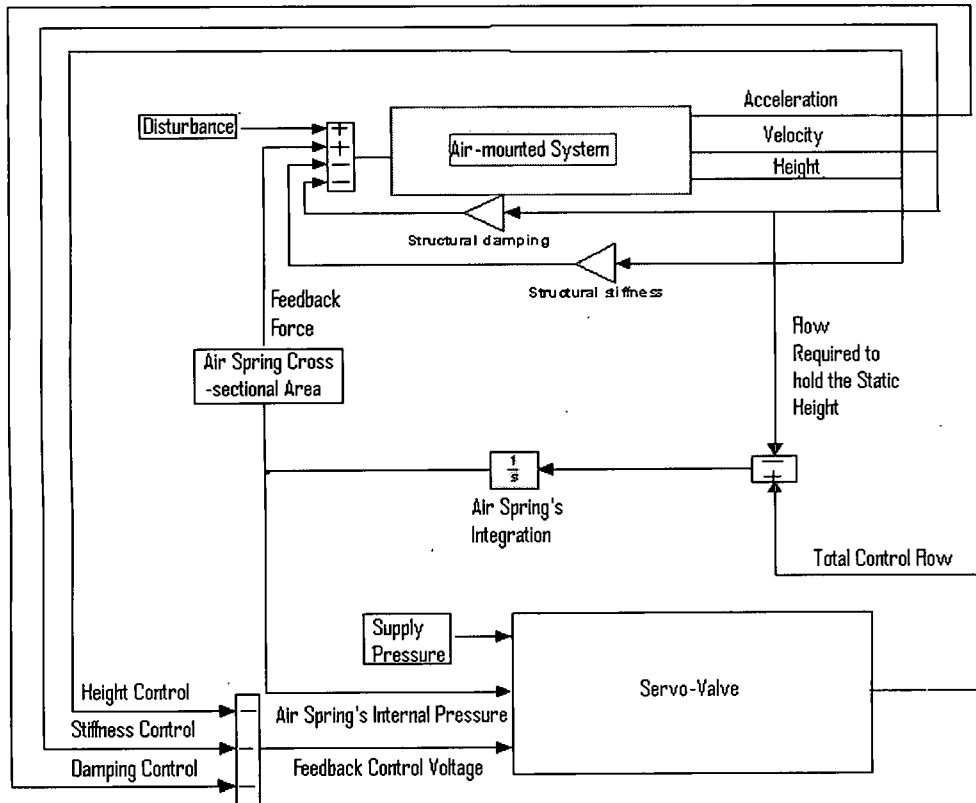 Acceleration
Disturbance
+
+
−
−
Air-mounted System
Velocity
Height
Structural damping
Structural stiffness
Feedback
Force
Flow
Required to
hold the Static
Height
Air Spring Cross
-sectional Area
−
+
1
s
Air Spring's
Integration
Total Control Flow
Supply
Pressure
Servo-Valve
Height Control
−
Air Spring's Internal Pressure
Stiffness Control
−
Damping Control
−
Feedback Control Voltage